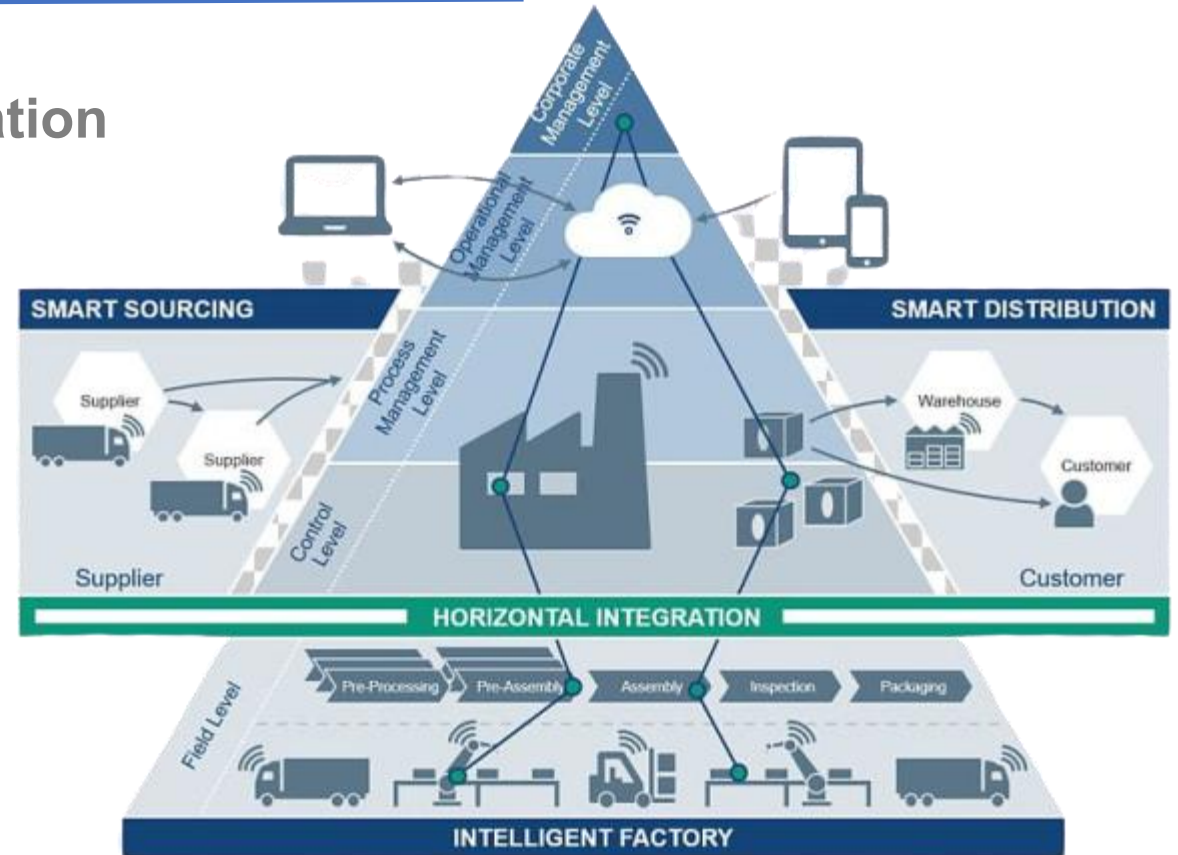 ation
Corporate
Management
Level
Operational
Management
Level
SMART SOURCING
SMART DISTRIBUTION
Process
Management
Level
Supplier
Supplier
Warehouse
Customer
Control
Level
Supplier
Customer
HORIZONTAL INTEGRATION
Field Level
Pre-Processing
Pre-Assembly
Assembly
Inspection
Packaging
INTELLIGENT FACTORY